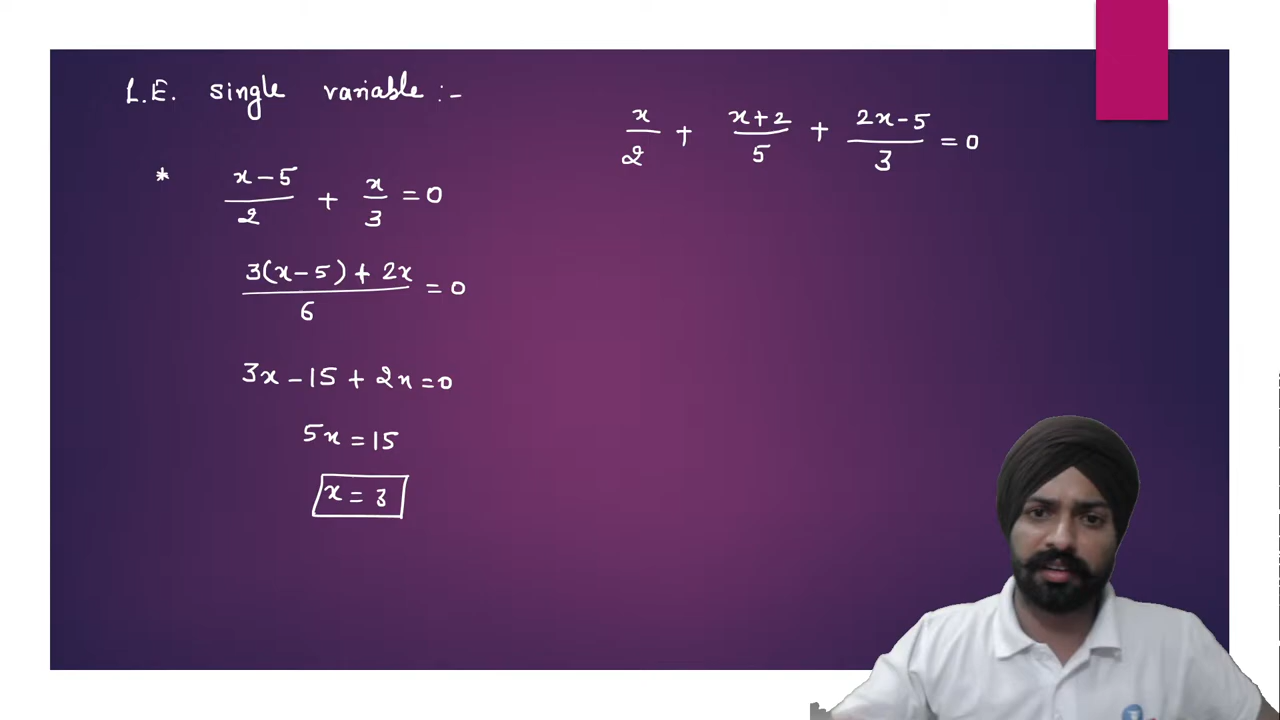 L.E. single variable :-
* x-5/2 + x/3 = 0
3(x-5) + 2x/6 = 0
3x - 15 + 2x = 0
5x = 15
x = 3
x/2 + x+2/5 + 2x-5/3 = 0